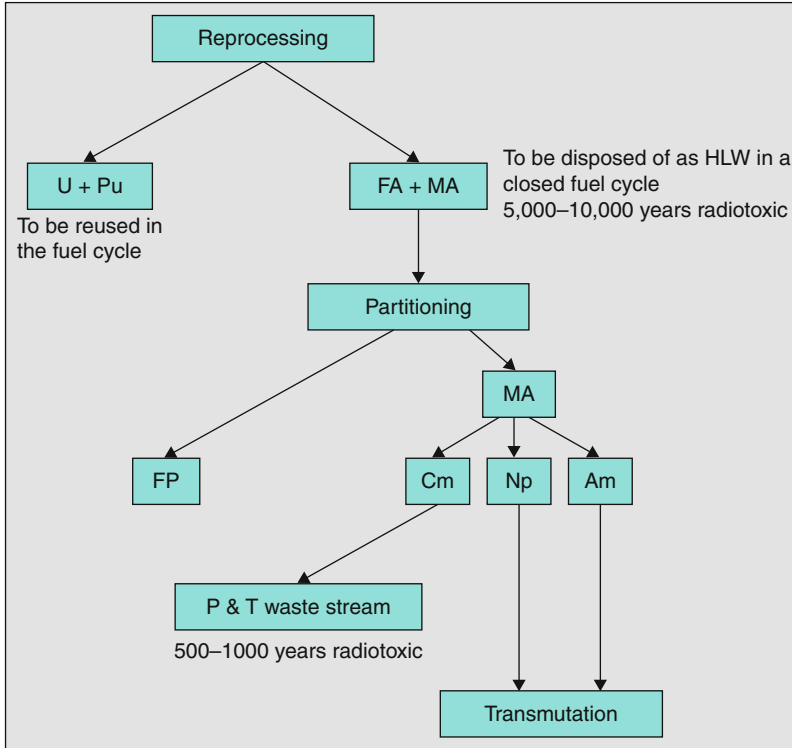 Reprocessing
U + Pu
To be reused in
the fuel cycle
FA + MA
To be disposed of as HLW in a
closed fuel cycle
5,000–10,000 years radiotoxic
Partitioning
MA
FP
Cm
Np
Am
P & T waste stream
500–1000 years radiotoxic
Transmutation